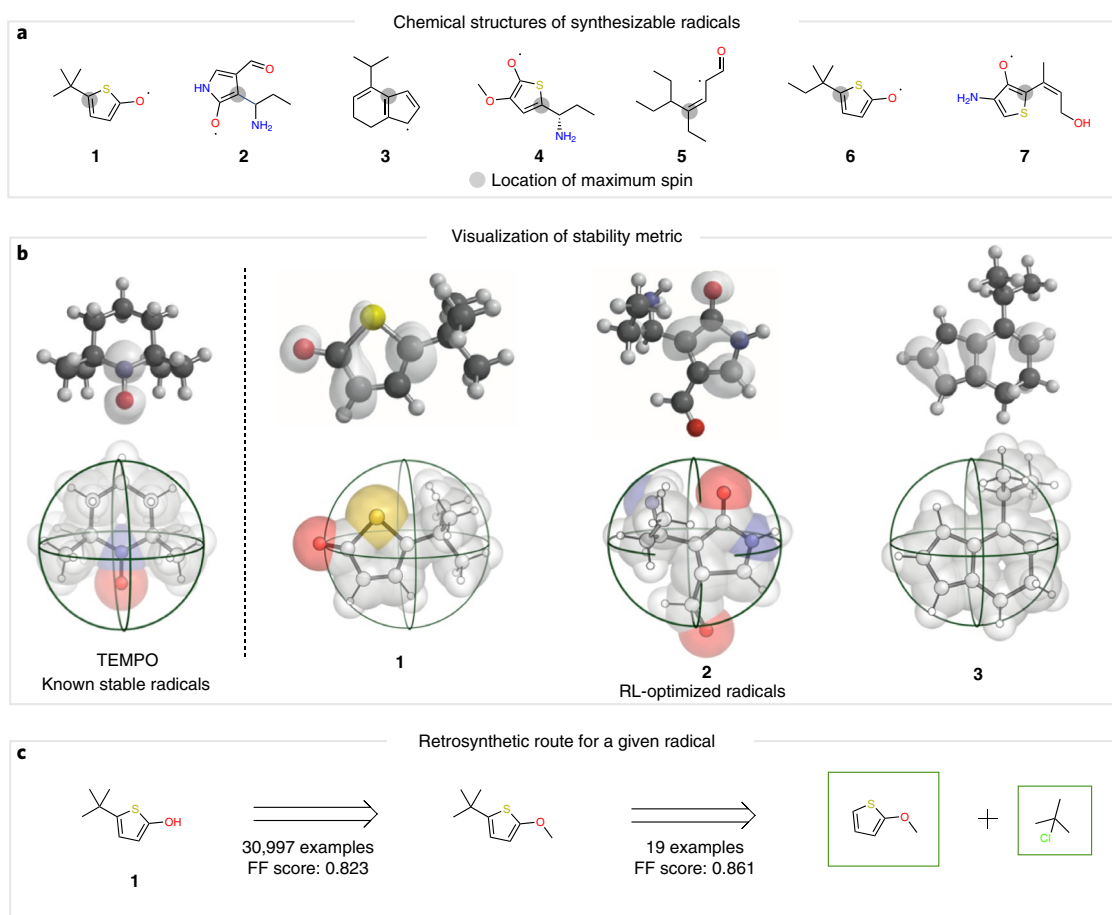 a
Chemical structures of synthesizable radicals
S
O·
1
HN
O
O·
NH2
2
3
O·
O
S
NH2
4
O
5
S
O·
6
O·
H2N
S
OH
7
Location of maximum spin
b
Visualization of stability metric
TEMPO
Known stable radicals
1
2
RL-optimized radicals
3
c
Retrosynthetic route for a given radical
S
OH
1
30,997 examples
FF score: 0.823
S
O
19 examples
FF score: 0.861
S
O
+
Cl